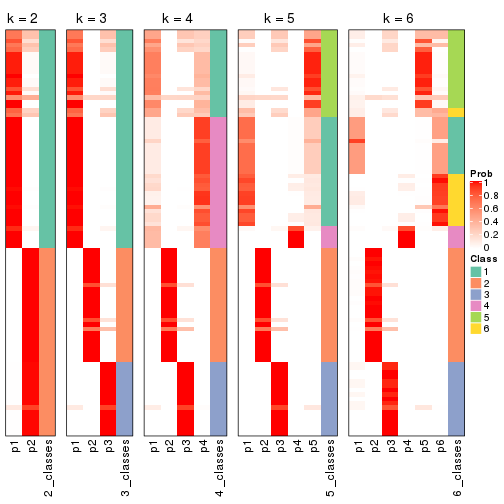 k = 2
k = 3
k = 4
k = 5
k = 6
Prob
1
0.8
0.6
0.4
0.2
0
Class
1
2
3
4
5
6
p1
p2
2_classes
p1
p2
p3
3_classes
p1
p2
p3
p4
4_classes
p1
p2
p3
p4
p5
5_classes
p1
p2
p3
p4
p5
p6
6_classes